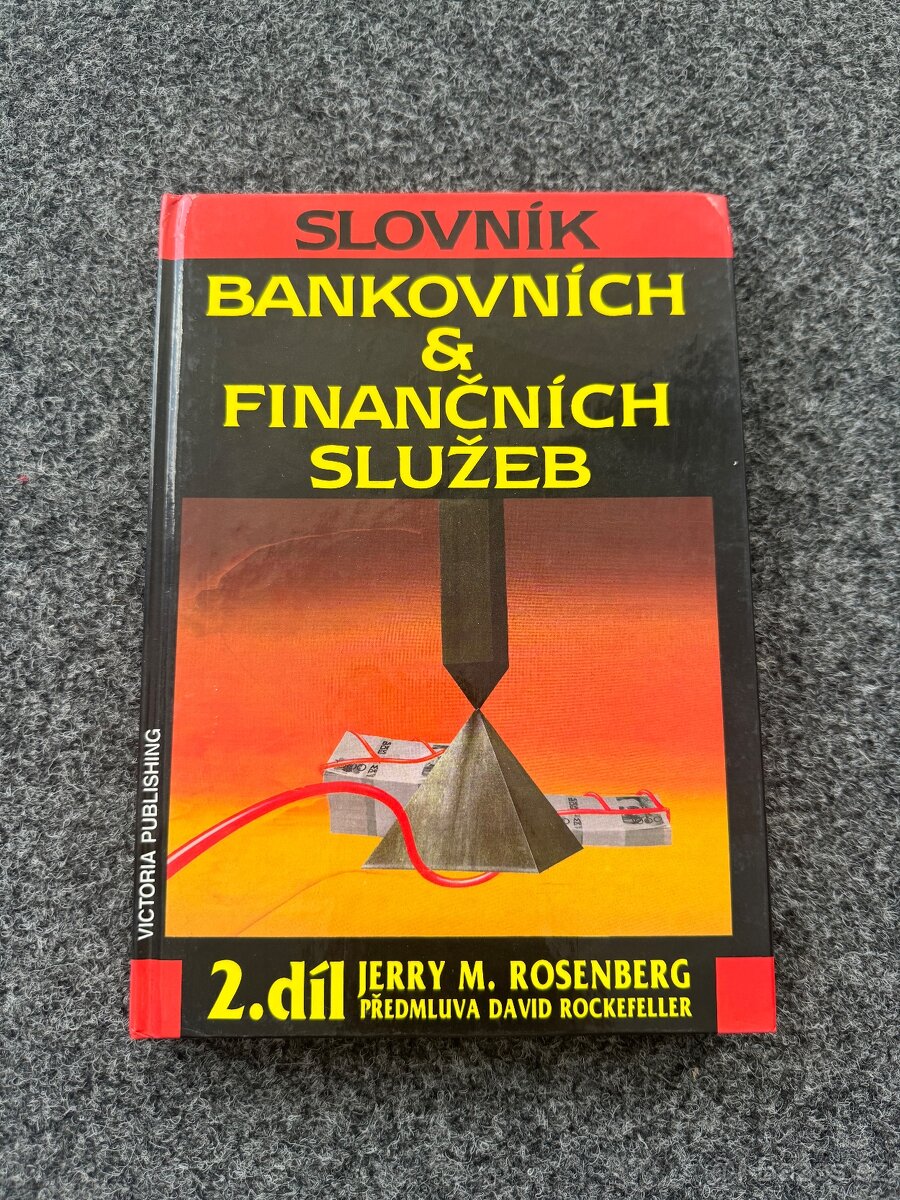 SLOVNÍK
BANKOVNÍCH
&
FINANČNÍCH
SLUŽEB
VICTORIA PUBLISHING
2.díl
JERRY M. ROSENBERG
PŘEDMLUVA DAVID ROCKEFELLER